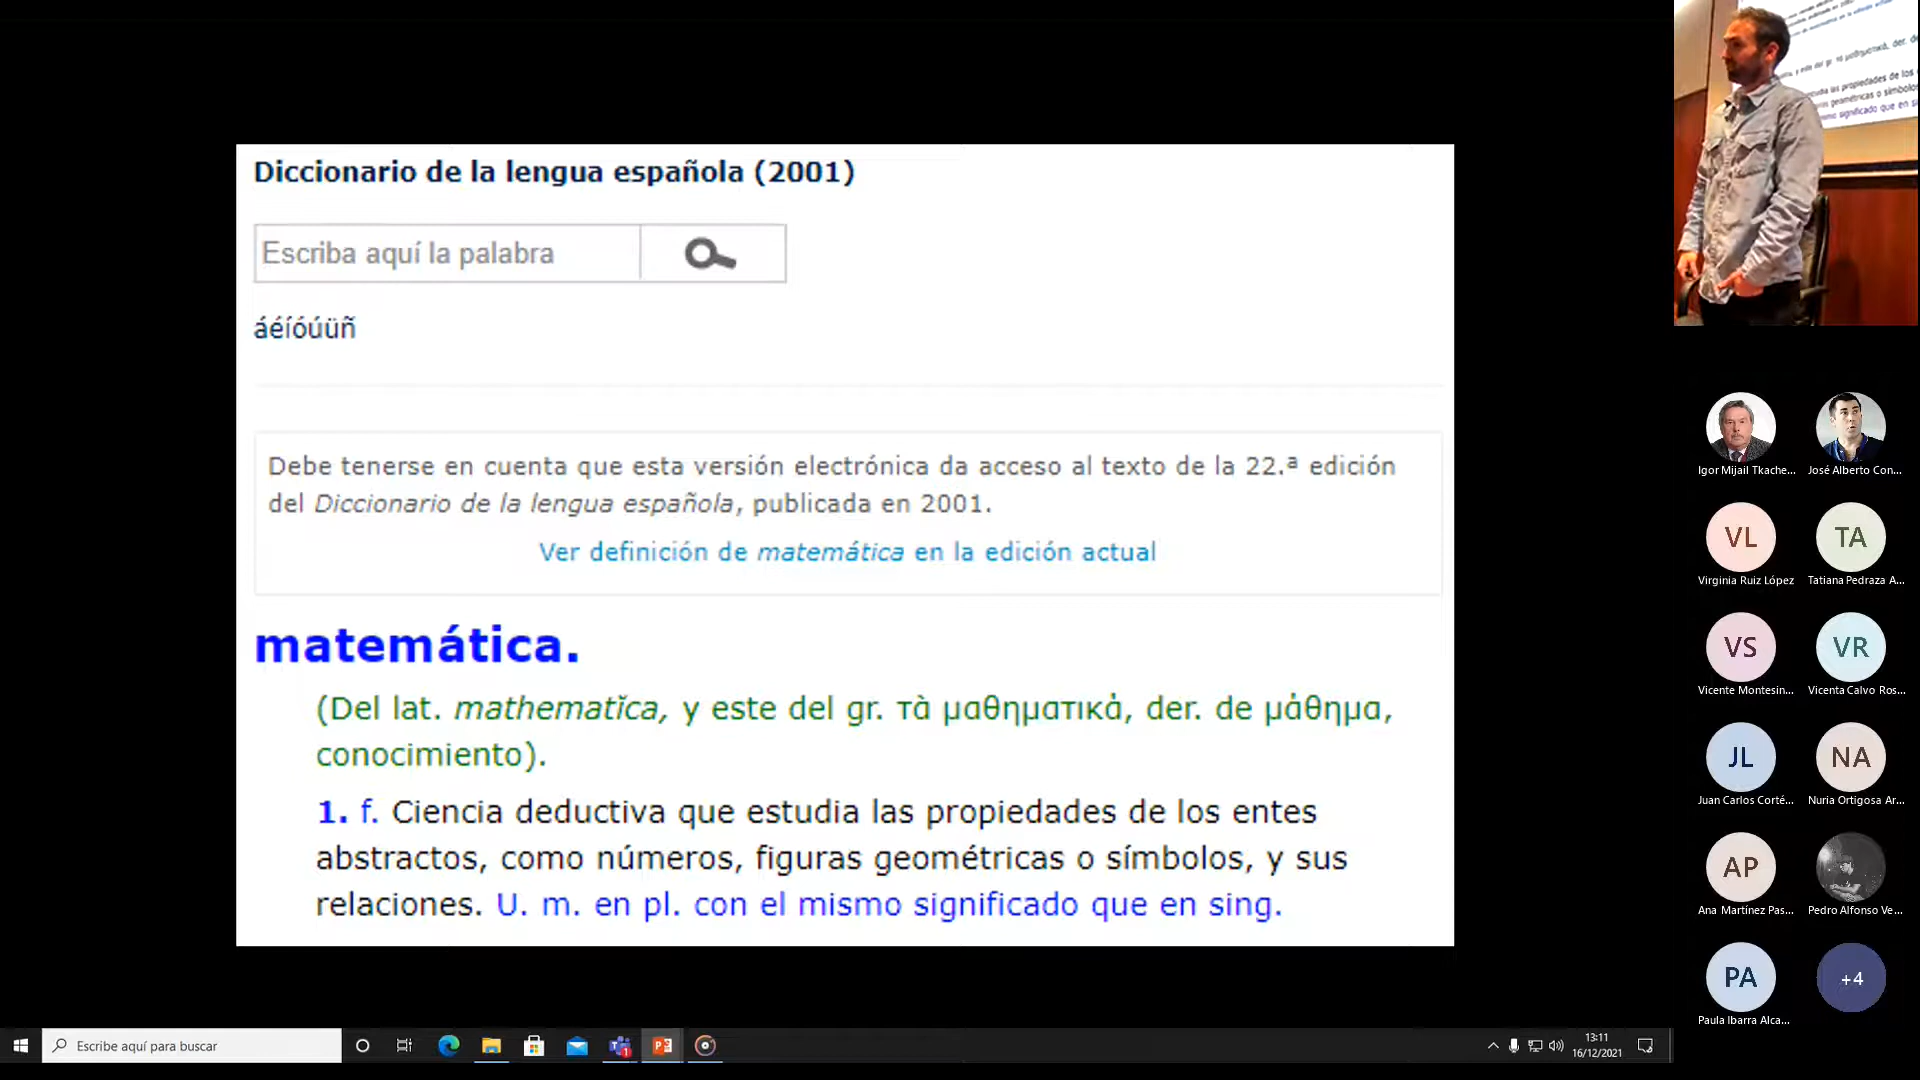 Diccionario de la lengua española (2001)
Escriba aquí la palabra
áéíóúüñ
Debe tenerse en cuenta que esta versión electrónica da acceso al texto de la 22.ª edición
del Diccionario de la lengua española, publicada en 2001.
Ver definición de matemática en la edición actual
matemática.
(Del lat. mathematĭca, y este del gr. τὰ μαθηματικά, der. de μάθημα,
conocimiento).
1. f. Ciencia deductiva que estudia las propiedades de los entes
abstractos, como números, figuras geométricas o símbolos, y sus
relaciones. U. m. en pl. con el mismo significado que en sing.
Igor Mijail Tkache...
José Alberto Con...
VL
TA
Virginia Ruiz López
Tatiana Pedraza A...
VS
VR
Vicente Montesin...
Vicenta Calvo Ros...
JL
NA
Juan Carlos Corté...
Nuria Ortigosa Ar...
AP
Ana Martínez Pas...
Pedro Alfonso Ve...
PA
+4
Paula Ibarra Alca...
Escribe aquí para buscar
13:11
16/12/2021